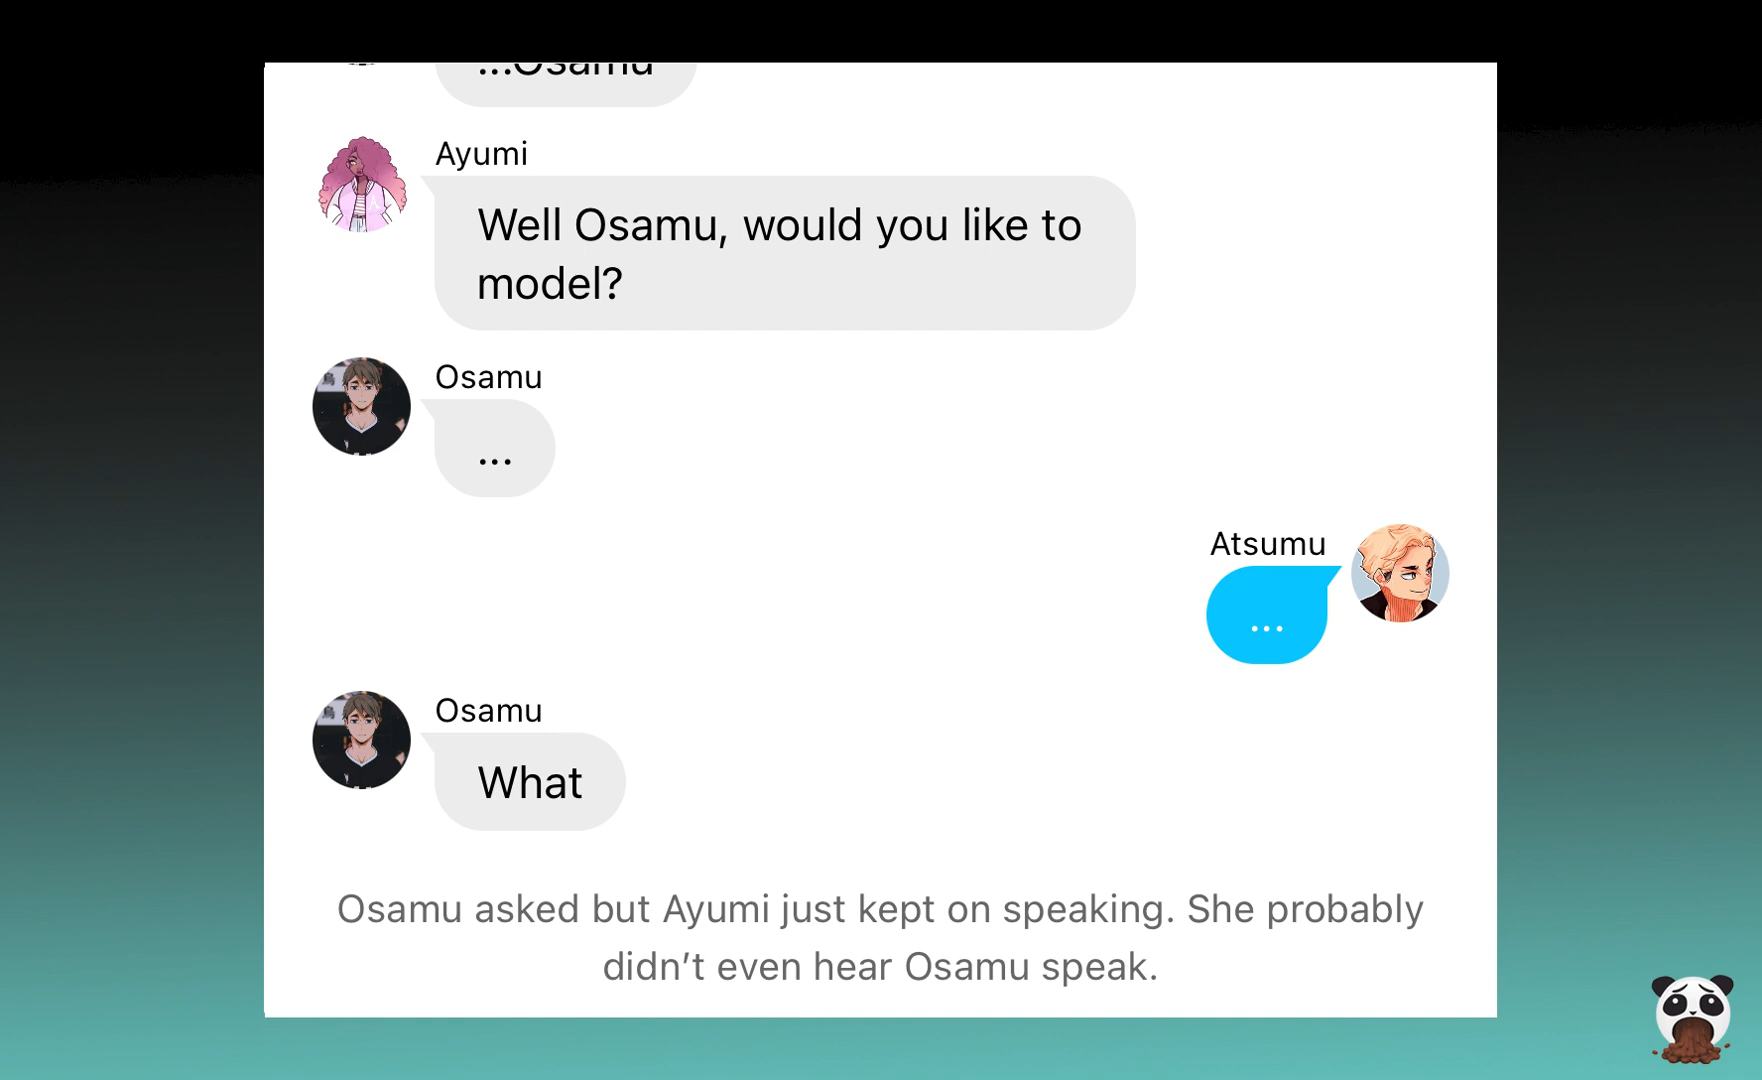 ...Osamu
Ayumi
Well Osamu, would you like to
model?
Osamu
...
Atsumu
...
Osamu
What
Osamu asked but Ayumi just kept on speaking. She probably
didn’t even hear Osamu speak.